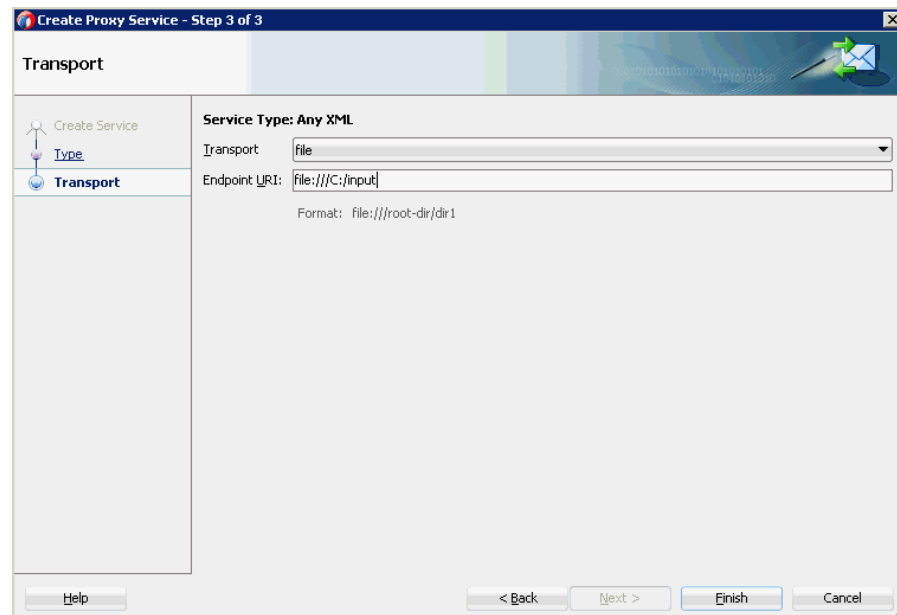 Create Proxy Service - Step 3 of 3
Transport
Create Service
Type
Transport
Service Type: Any XML
Transport file
Endpoint URI: file:///C:/input
Format: file:///root-dir/dir1
Help < Back Next > Finish Cancel